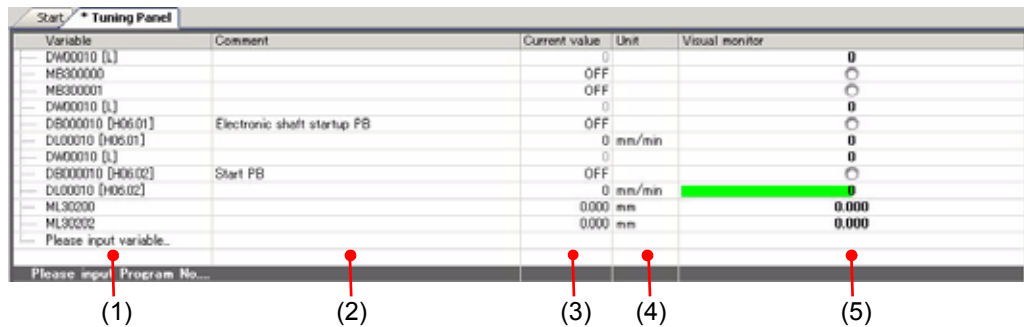 Start * Tuning Panel
Variable Comment Current value Unit Visual monitor
DW00010 [L] 0 0
MB300000 OFF
MB300001 OFF
DW00010 [L] 0 0
DB000010 [H06.01] Electronic shaft startup PB OFF
DL00010 [H06.01] 0 mm/min 0
DW00010 [L] 0 0
DB000010 [H06.02] Start PB OFF
DL00010 [H06.02] 0 mm/min 0
ML30200 0.000 mm 0.000
ML30202 0.000 mm 0.000
Please input variable..
Please input Program No....
(1) (2) (3) (4) (5)